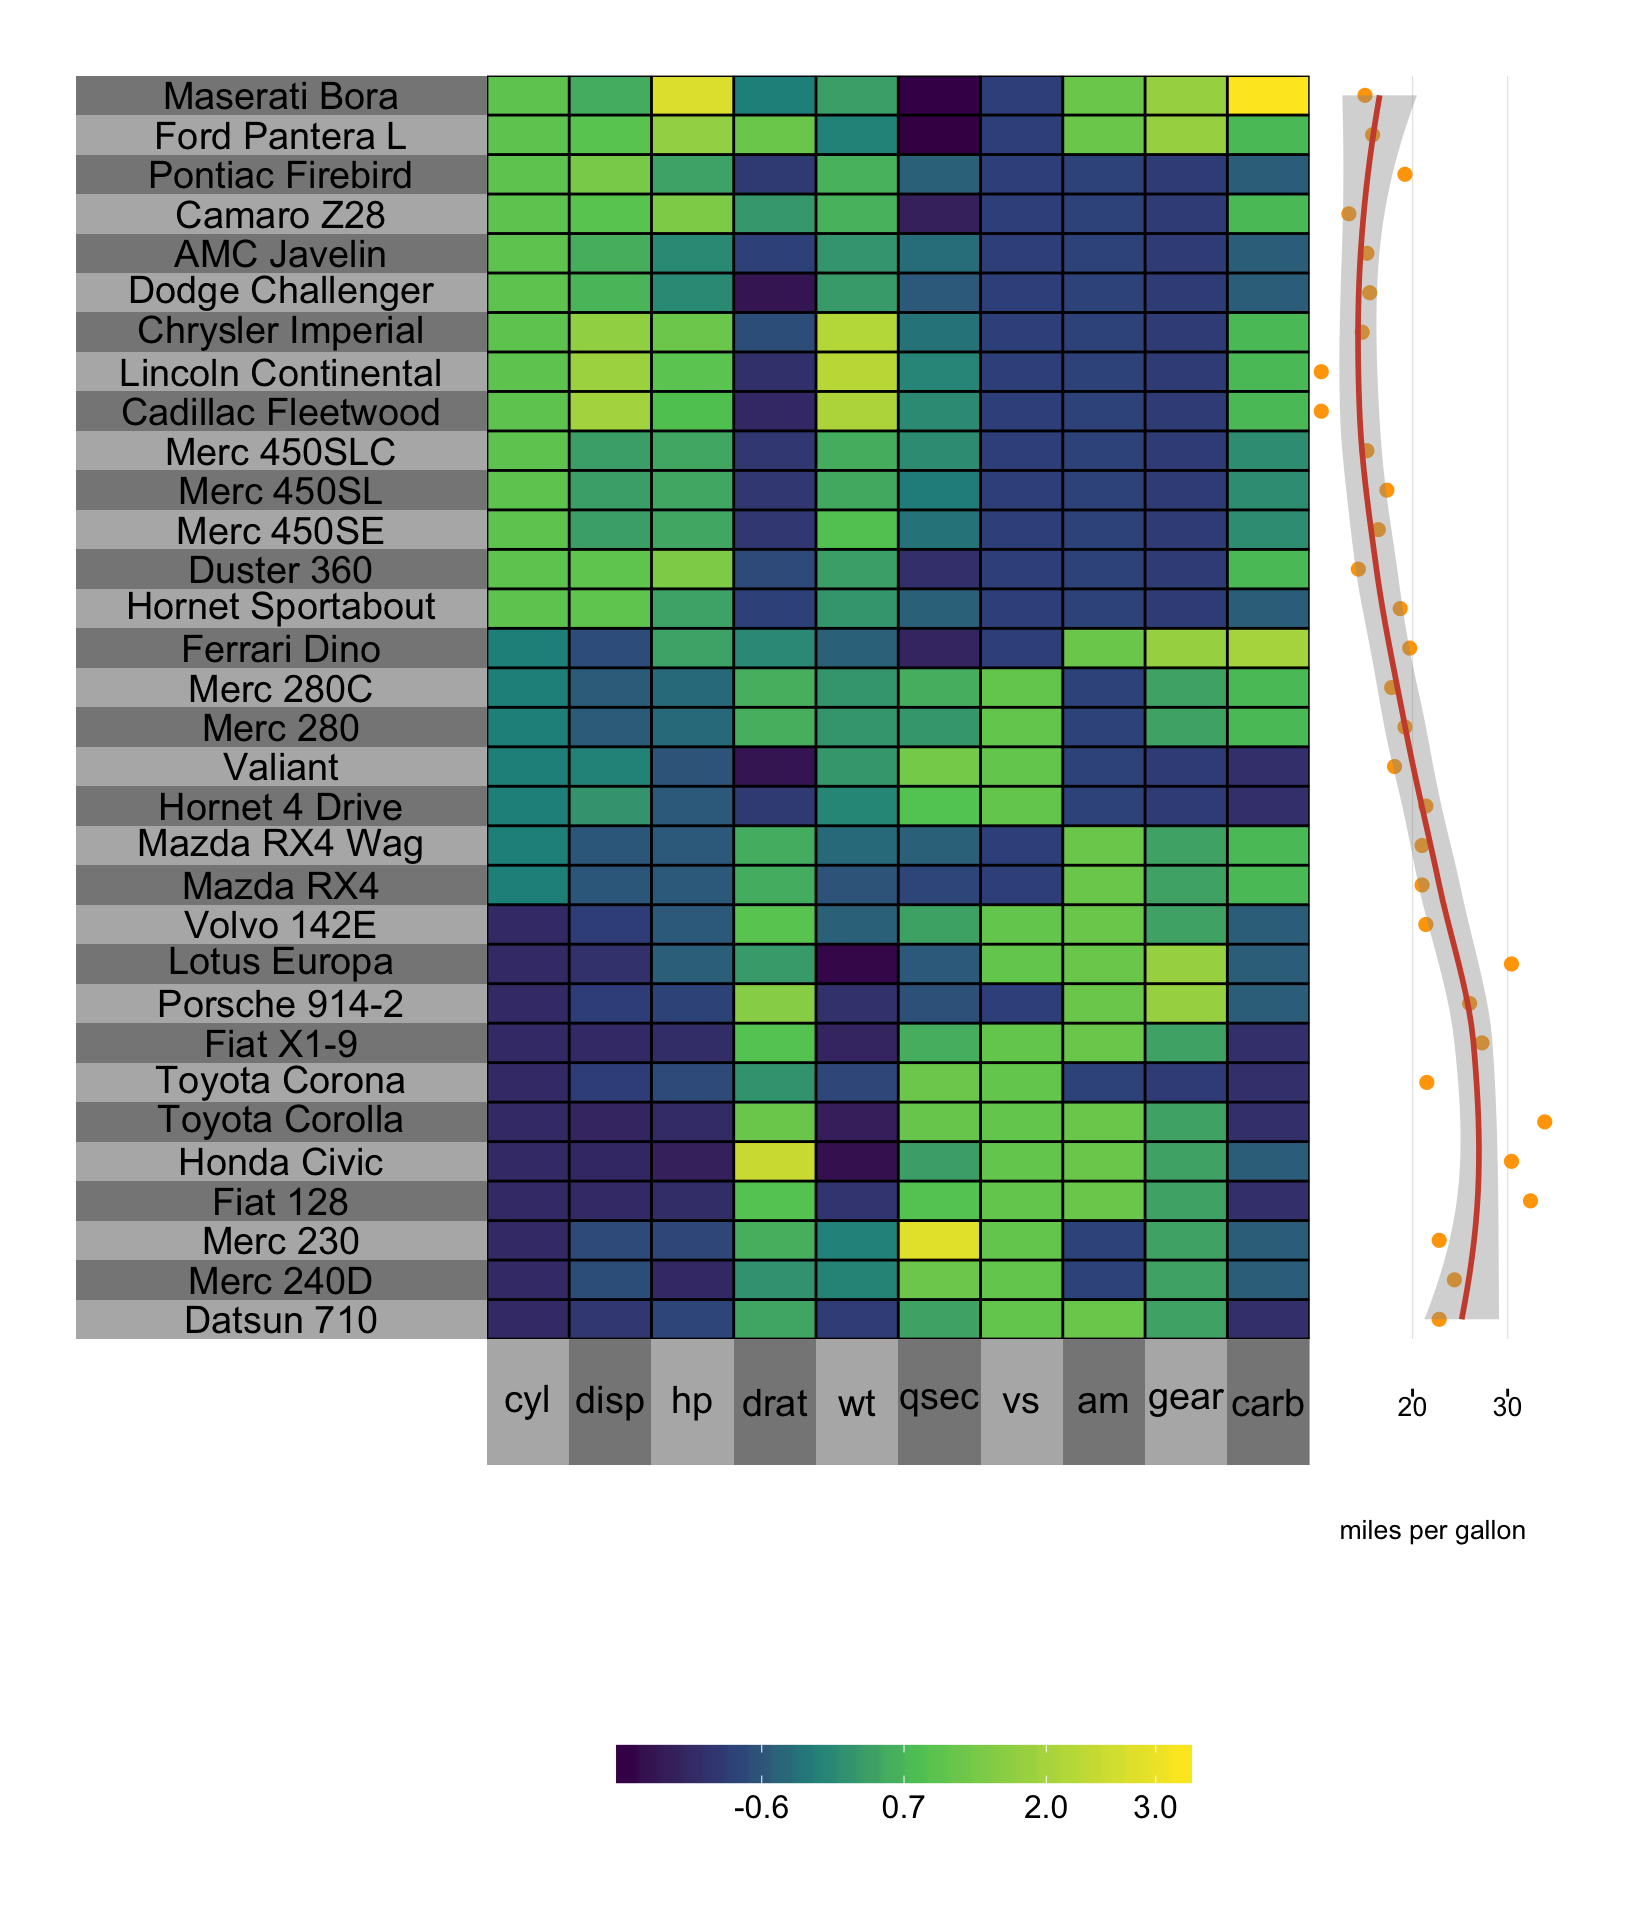 Maserati Bora
Ford Pantera L
Pontiac Firebird
Camaro Z28
AMC Javelin
Dodge Challenger
Chrysler Imperial
Lincoln Continental
Cadillac Fleetwood
Merc 450SLC
Merc 450SL
Merc 450SE
Duster 360
Hornet Sportabout
Ferrari Dino
Merc 280C
Merc 280
Valiant
Hornet 4 Drive
Mazda RX4 Wag
Mazda RX4
Volvo 142E
Lotus Europa
Porsche 914-2
Fiat X1-9
Toyota Corona
Toyota Corolla
Honda Civic
Fiat 128
Merc 230
Merc 240D
Datsun 710
cyl disp hp drat wt qsec vs am gear carb
20 30
miles per gallon
-0.6 0.7 2.0 3.0